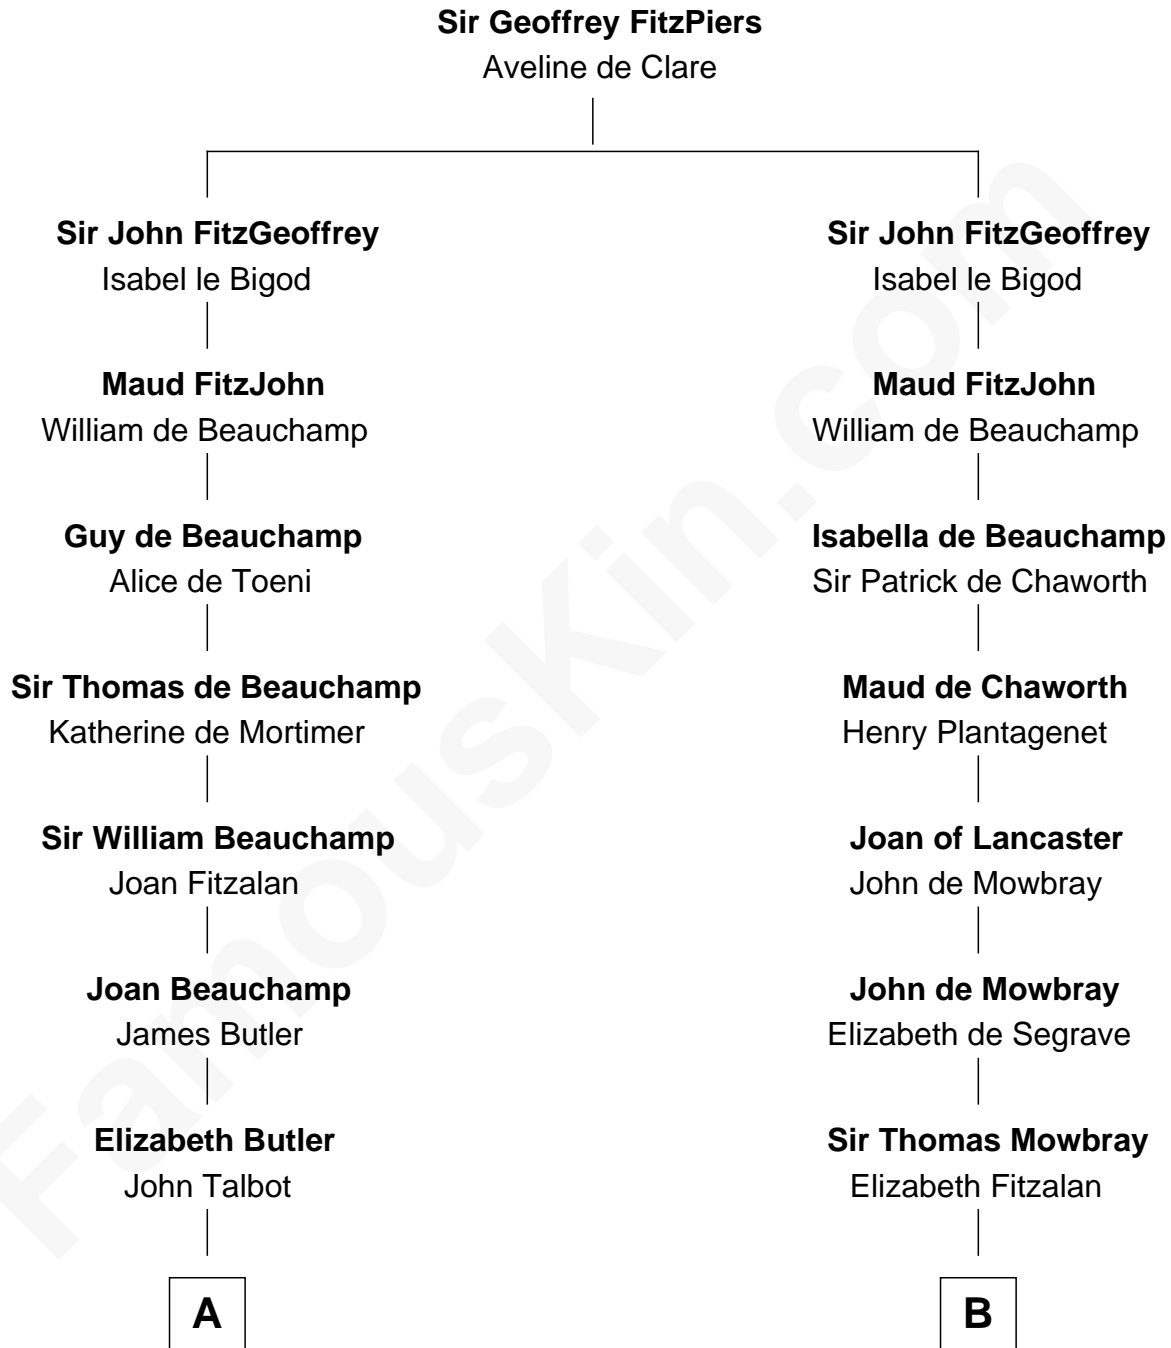 Sir Geoffrey FitzPiers
Aveline de Clare
Sir John FitzGeoffrey
Isabel le Bigod
Sir John FitzGeoffrey
Isabel le Bigod
Maud FitzJohn
William de Beauchamp
Maud FitzJohn
William de Beauchamp
Guy de Beauchamp
Alice de Toeni
Isabella de Beauchamp
Sir Patrick de Chaworth
Sir Thomas de Beauchamp
Katherine de Mortimer
Maud de Chaworth
Henry Plantagenet
Sir William Beauchamp
Joan Fitzalan
Joan of Lancaster
John de Mowbray
Joan Beauchamp
James Butler
John de Mowbray
Elizabeth de Segrave
Elizabeth Butler
John Talbot
Sir Thomas Mowbray
Elizabeth Fitzalan
A
B
FamousKin.com